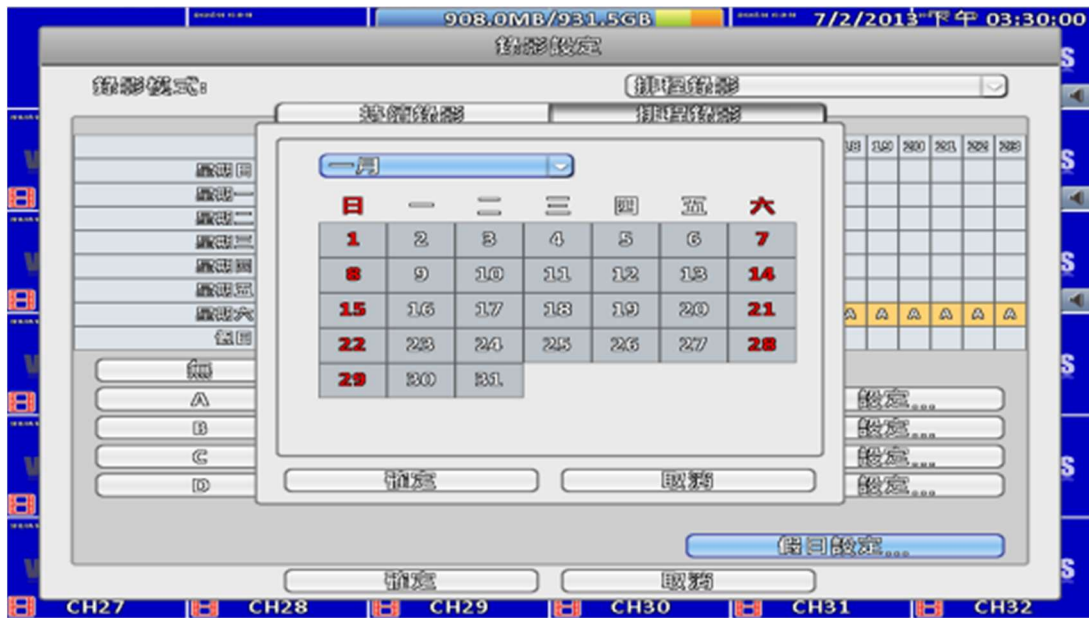 908.0MB/931.5GB
7/2/2013 下午 03:30:00
錄影設定
錄影模式:
排程錄影
持續錄影
排程錄影
18 19 20 21 22 23
星期日
星期一
星期二
星期三
星期四
星期五
星期六
A A A A A A
假日
一月
日 一 二 三 四 五 六
1 2 3 4 5 6 7
8 9 10 11 12 13 14
15 16 17 18 19 20 21
22 23 24 25 26 27 28
29 30 31
確定 取消
無
A 設定...
B 設定...
C 設定...
D 設定...
假日設定...
確定 取消
CH27 CH28 CH29 CH30 CH31 CH32